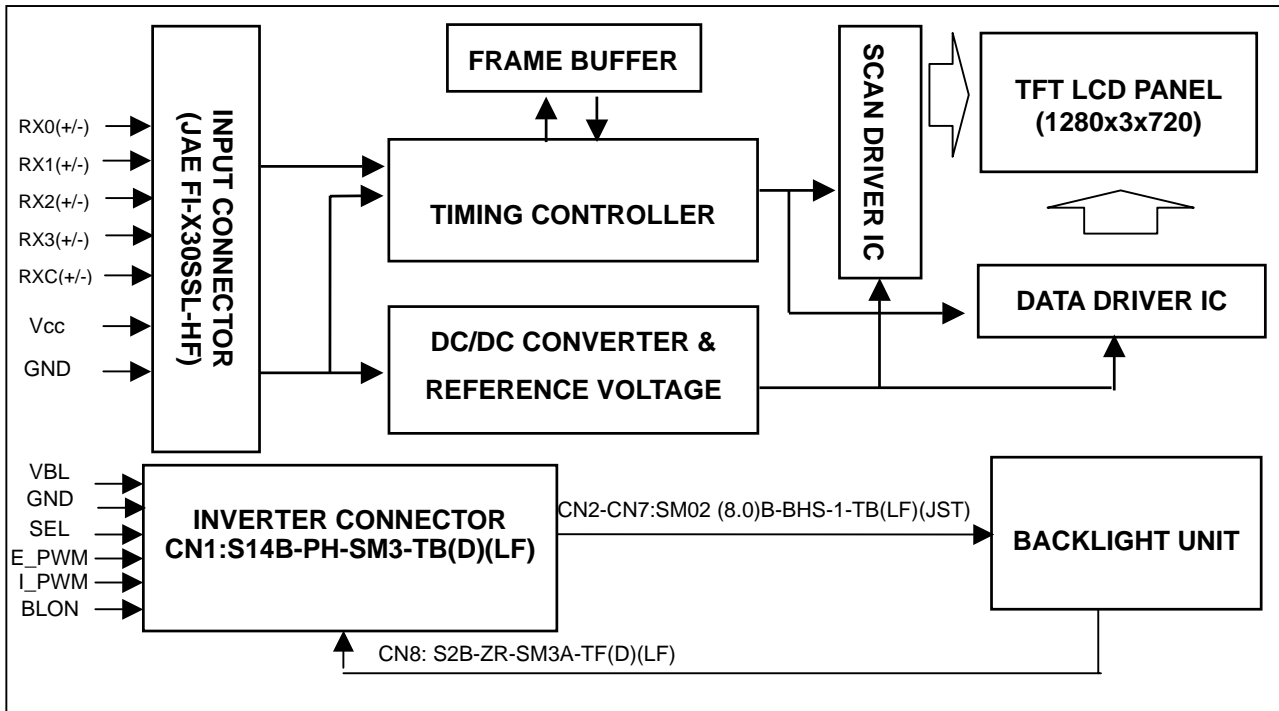 FRAME BUFFER
TFT LCD PANEL
(1280x3x720)
SCAN DRIVER IC
INPUT CONNECTOR
(JAE FI-X30SSL-HF)
RX0(+/-)
RX1(+/-)
RX2(+/-)
RX3(+/-)
RXC(+/-)
Vcc
GND
TIMING CONTROLLER
DATA DRIVER IC
DC/DC CONVERTER &
REFERENCE VOLTAGE
VBL
GND
SEL
E_PWM
I_PWM
BLON
INVERTER CONNECTOR
CN1:S14B-PH-SM3-TB(D)(LF)
CN2-CN7:SM02 (8.0)B-BHS-1-TB(LF)(JST)
BACKLIGHT UNIT
CN8: S2B-ZR-SM3A-TF(D)(LF)